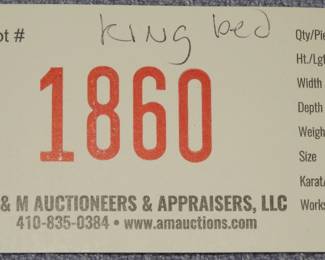 ot #
king bed
1860
& M AUCTIONEERS & APPRAISERS, LLC
410-835-0384 • www.amauctions.com
Qty/Pie
Ht./Lgt
Width
Depth
Weigh
Size
Karat/
Works